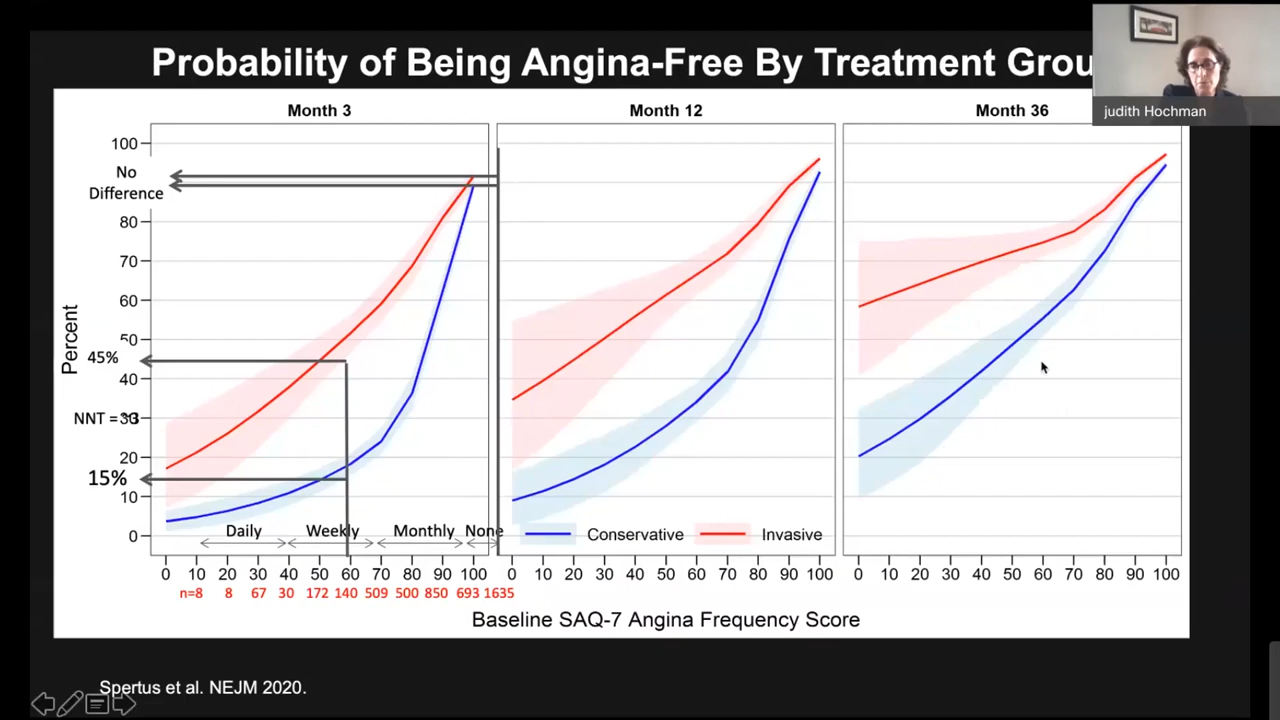 Probability of Being Angina-Free By Treatment Grou
judith Hochman
Month 3
Month 12
Month 36
Percent
100
No
Difference
80
70
60
50
45%
40
NNT =
20
15%
10
0
Daily
Weekly
Monthly
None
Conservative
Invasive
0 10 20 30 40 50 60 70 80 90 100
0 10 20 30 40 50 60 70 80 90 100
0 10 20 30 40 50 60 70 80 90 100
n=8 8 67 30 172 140 509 500 850 693 1635
Baseline SAQ-7 Angina Frequency Score
Spertus et al. NEJM 2020.